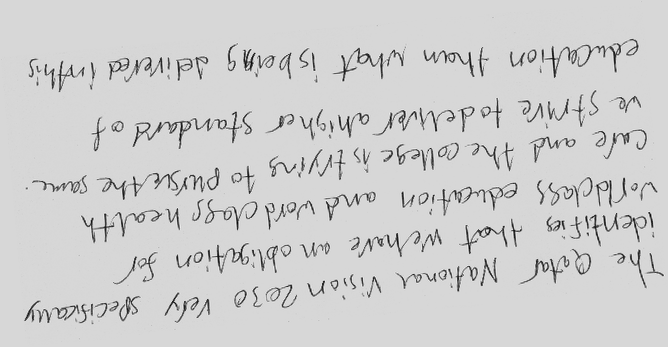 The Qatar National Vision 2030 very specifically
identifies that we have an obligation for
worldclass education and word class health
care and the college is trying to pursue the same.
we strive to deliver a higher standard of
education than what is being delivered in this